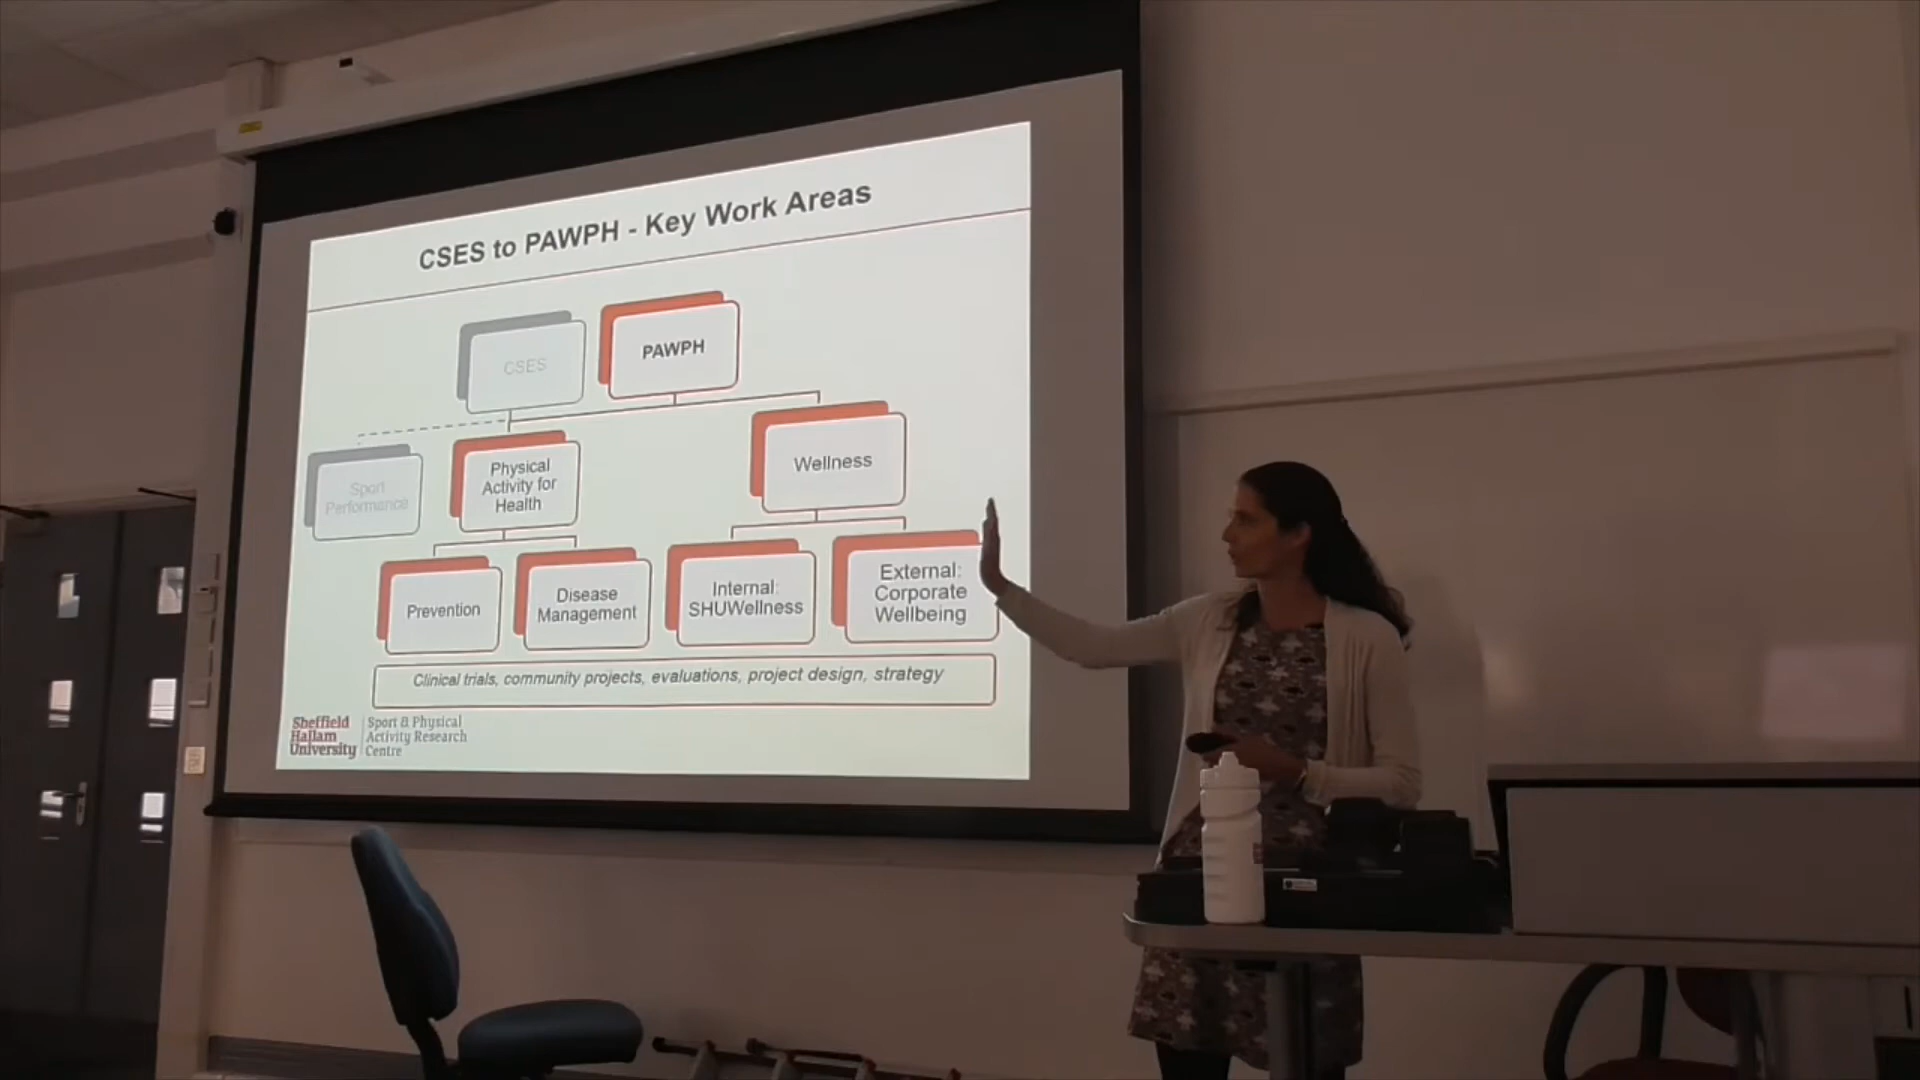 CSES to PAWPH - Key Work Areas
CSES
PAWPH
Sport
Performance
Physical
Activity for
Health
Wellness
Prevention
Disease
Management
Internal:
SHUWellness
External:
Corporate
Wellbeing
Clinical trials, community projects, evaluations, project design, strategy
Sheffield
Hallam
University
Sport & Physical
Activity Research
Centre